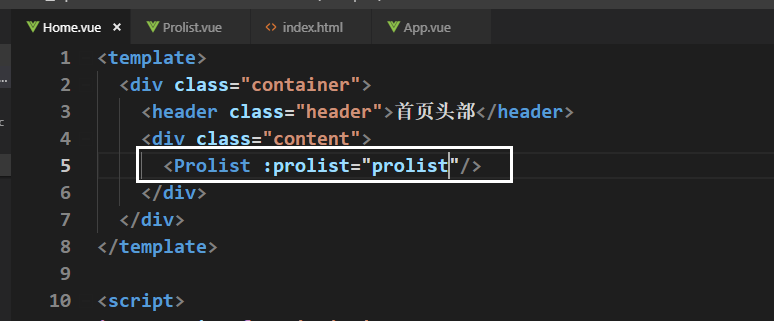 Home.vue × Prolist.vue <> index.html App.vue
1 <template>
2 <div class="container">
3 <header class="header">首页头部</header>
4 <div class="content">
5 <Prolist :prolist="prolist"/>
6 </div>
7 </div>
8 </template>
9
10 <script>